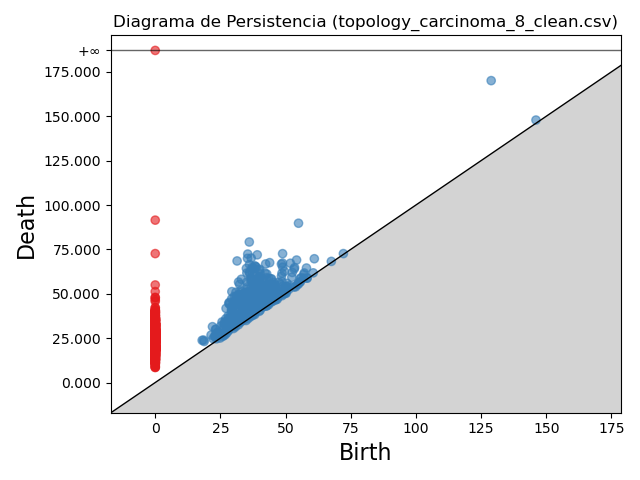 Diagrama de Persistencia (topology_carcinoma_8_clean.csv)
+∞
175.000
150.000
125.000
100.000
75.000
50.000
25.000
0.000
Death
0 25 50 75 100 125 150 175
Birth